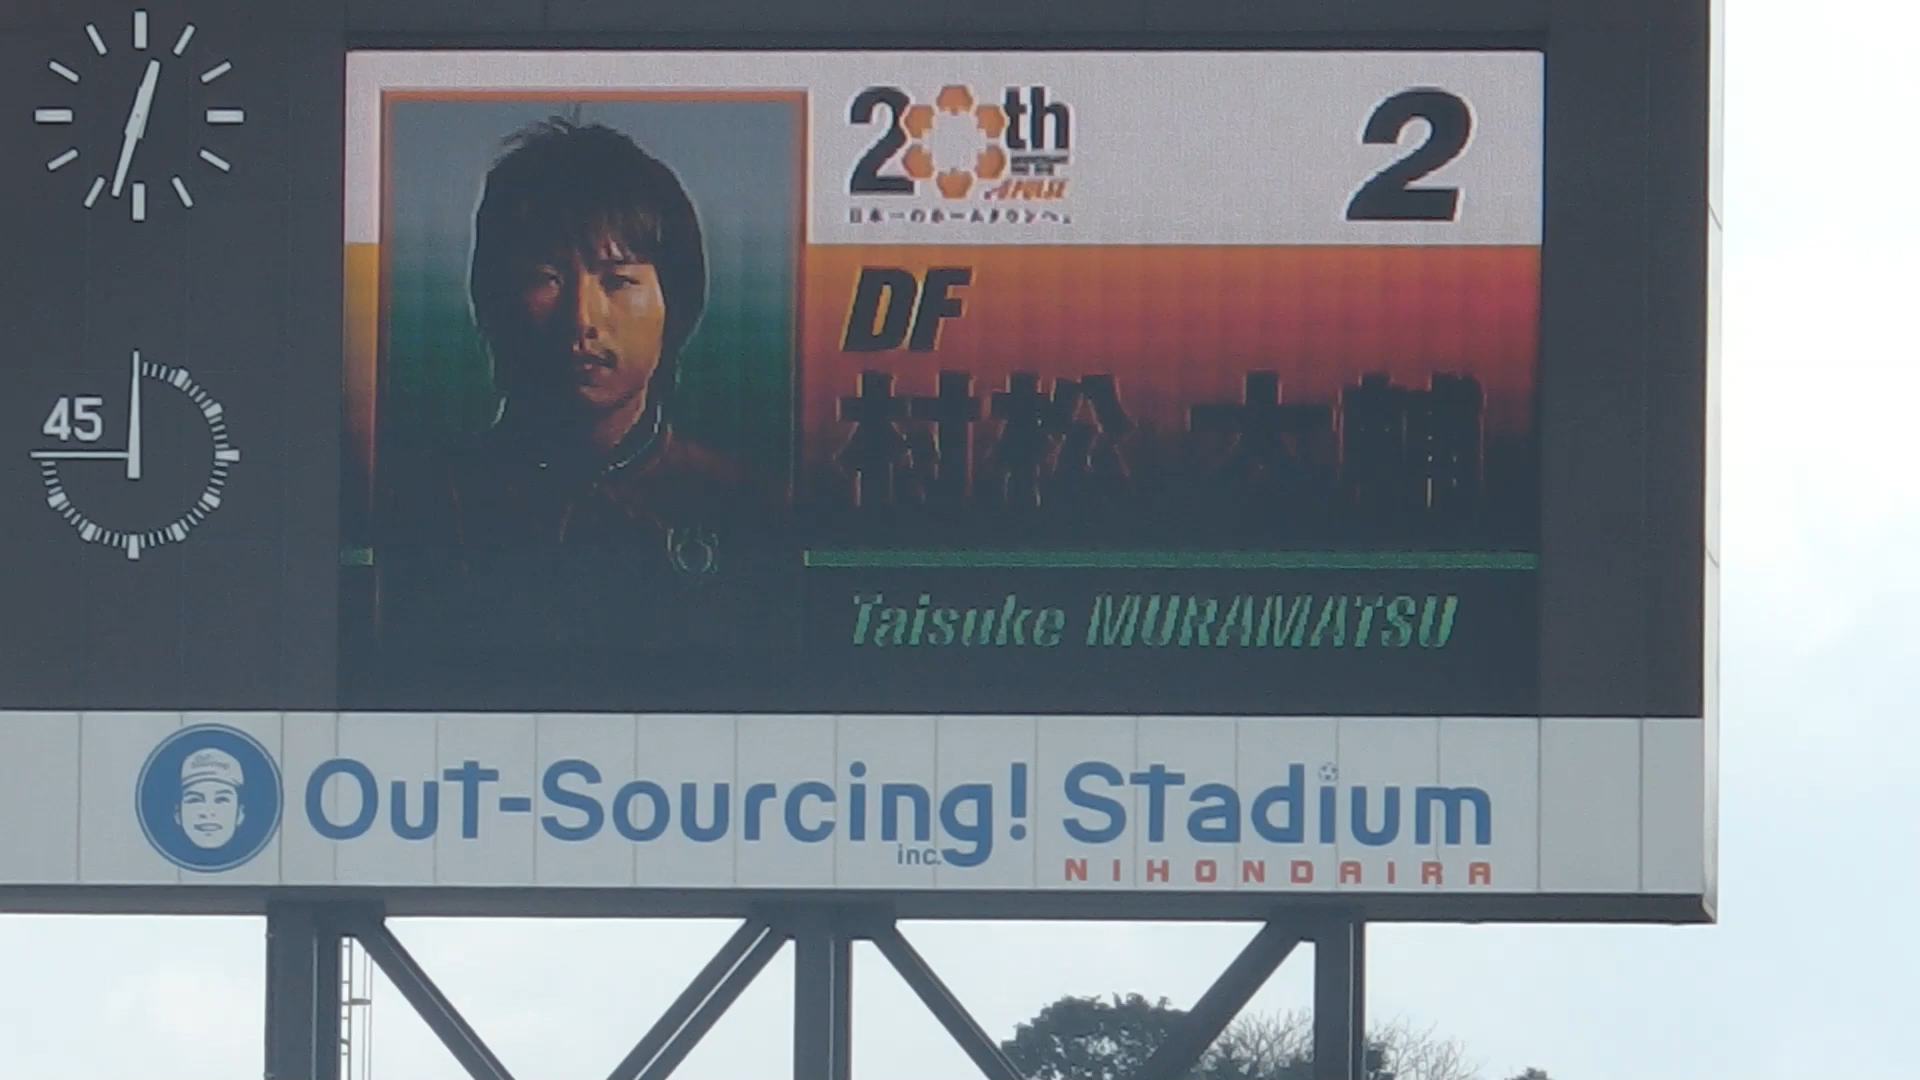 20th
S-PULSE
日本一のホームタウンへ。
2
DF
村松 大輔
Taisuke MURAMATSU
45
Out-Sourcing! Stadium
inc.
NIHONDAIRA